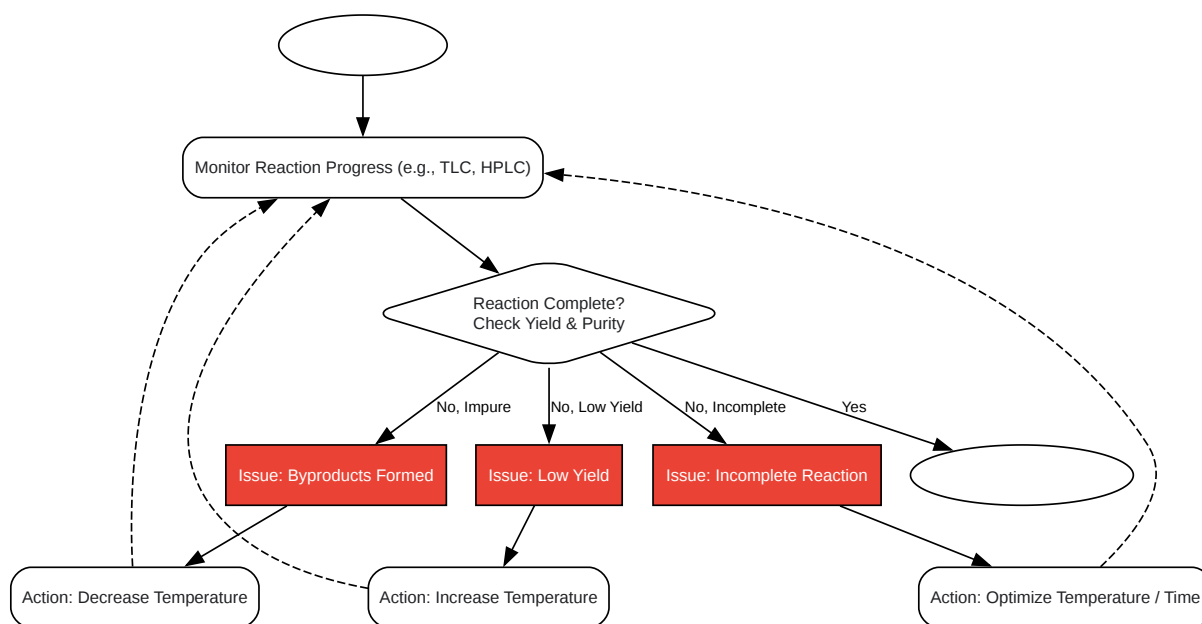 Monitor Reaction Progress (e.g., TLC, HPLC)
Reaction Complete?
Check Yield & Purity
No, Impure
No, Low Yield
No, Incomplete
Yes
Issue: Byproducts Formed
Issue: Low Yield
Issue: Incomplete Reaction
Action: Decrease Temperature
Action: Increase Temperature
Action: Optimize Temperature / Time